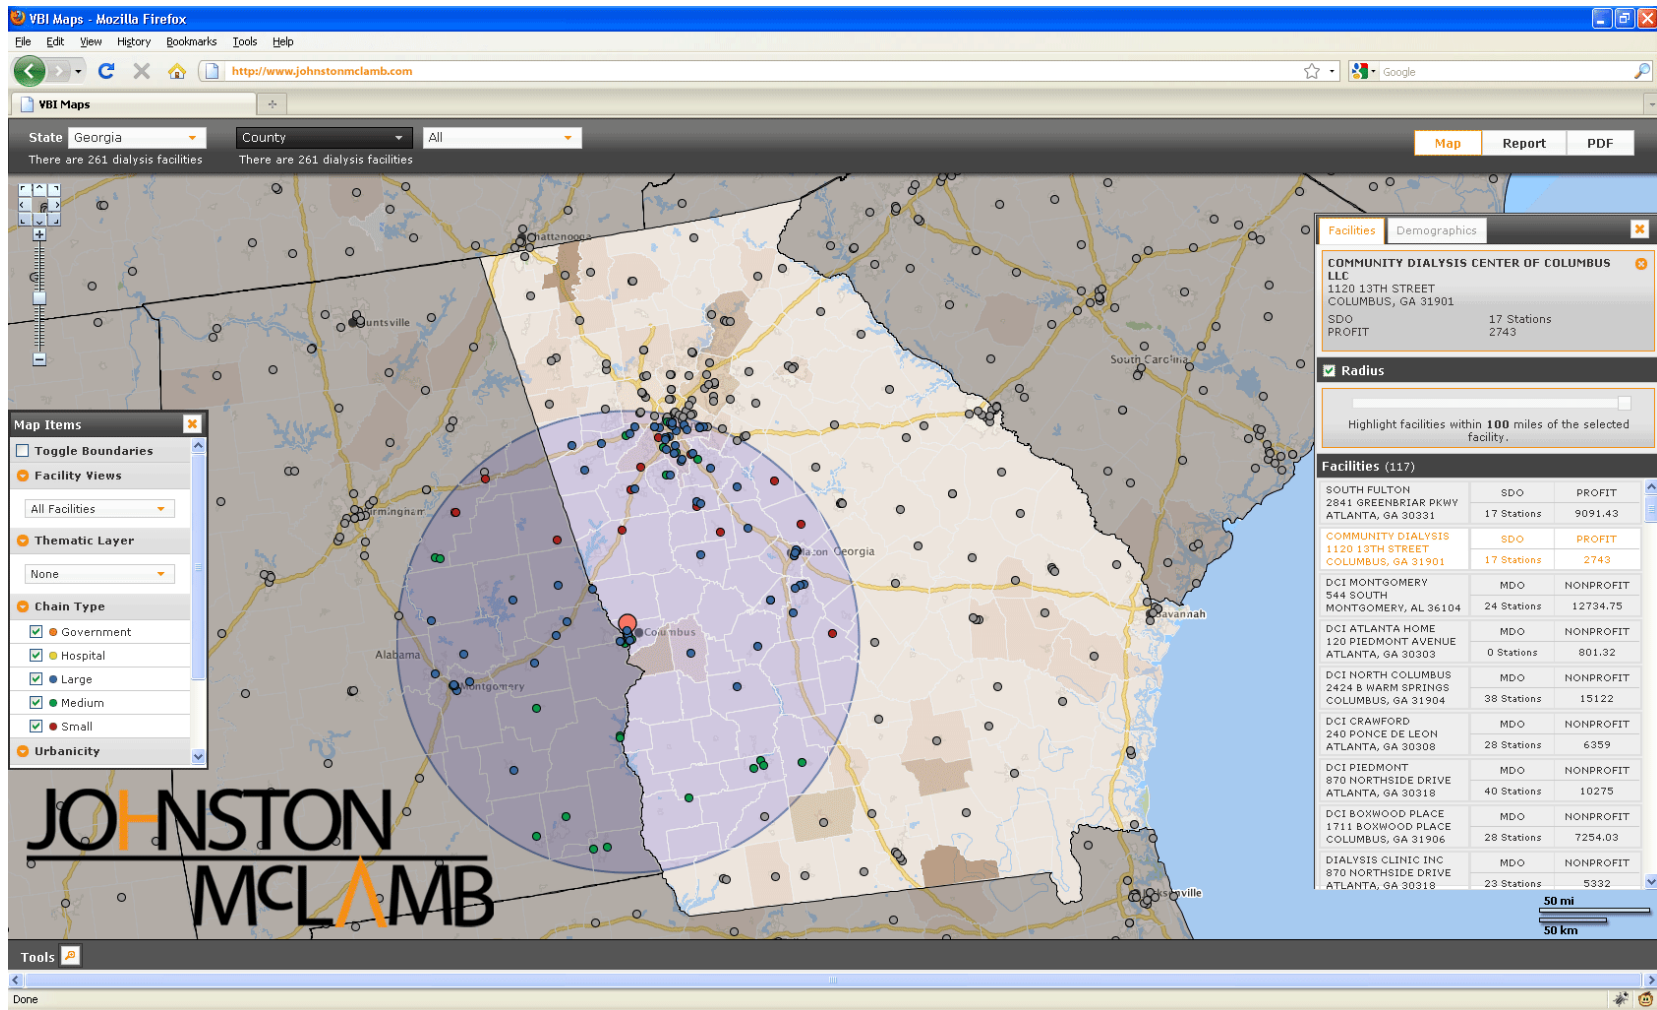 VBI Maps - Mozilla Firefox
File Edit View History Bookmarks Tools Help
http://www.johnstonmclamb.com
Google
VBI Maps
State Georgia County All
There are 261 dialysis facilities There are 261 dialysis facilities
Map Report PDF
Chattanooga
Huntsville
South Carolina
Birmingham
Macon Georgia
Savannah
Columbus
Alabama
Montgomery
Map Items
Toggle Boundaries
Facility Views
All Facilities
Thematic Layer
None
Chain Type
Government
Hospital
Large
Medium
Small
Urbanicity
JOHNSTON
MCLAMB
Facilities Demographics
COMMUNITY DIALYSIS CENTER OF COLUMBUS
LLC
1120 13TH STREET
COLUMBUS, GA 31901
SDO 17 Stations
PROFIT 2743
Radius
Highlight facilities within 100 miles of the selected
facility.
Facilities (117)
SOUTH FULTON SDO PROFIT
2841 GREENBRIAR PKWY
ATLANTA, GA 30331 17 Stations 9091.43
COMMUNITY DIALYSIS SDO PROFIT
1120 13TH STREET
COLUMBUS, GA 31901 17 Stations 2743
DCI MONTGOMERY MDO NONPROFIT
544 SOUTH
MONTGOMERY, AL 36104 24 Stations 12734.75
DCI ATLANTA HOME MDO NONPROFIT
120 PIEDMONT AVENUE
ATLANTA, GA 30303 0 Stations 801.32
DCI NORTH COLUMBUS MDO NONPROFIT
2424 B WARM SPRINGS
COLUMBUS, GA 31904 38 Stations 15122
DCI CRAWFORD MDO NONPROFIT
240 PONCE DE LEON
ATLANTA, GA 30308 28 Stations 6359
DCI PIEDMONT MDO NONPROFIT
870 NORTHSIDE DRIVE
ATLANTA, GA 30318 40 Stations 10275
DCI BOXWOOD PLACE MDO NONPROFIT
1711 BOXWOOD PLACE
COLUMBUS, GA 31906 28 Stations 7254.03
DIALYSIS CLINIC INC MDO NONPROFIT
870 NORTHSIDE DRIVE
ATLANTA, GA 30318 23 Stations 5332
50 mi
50 km
Tools
Done